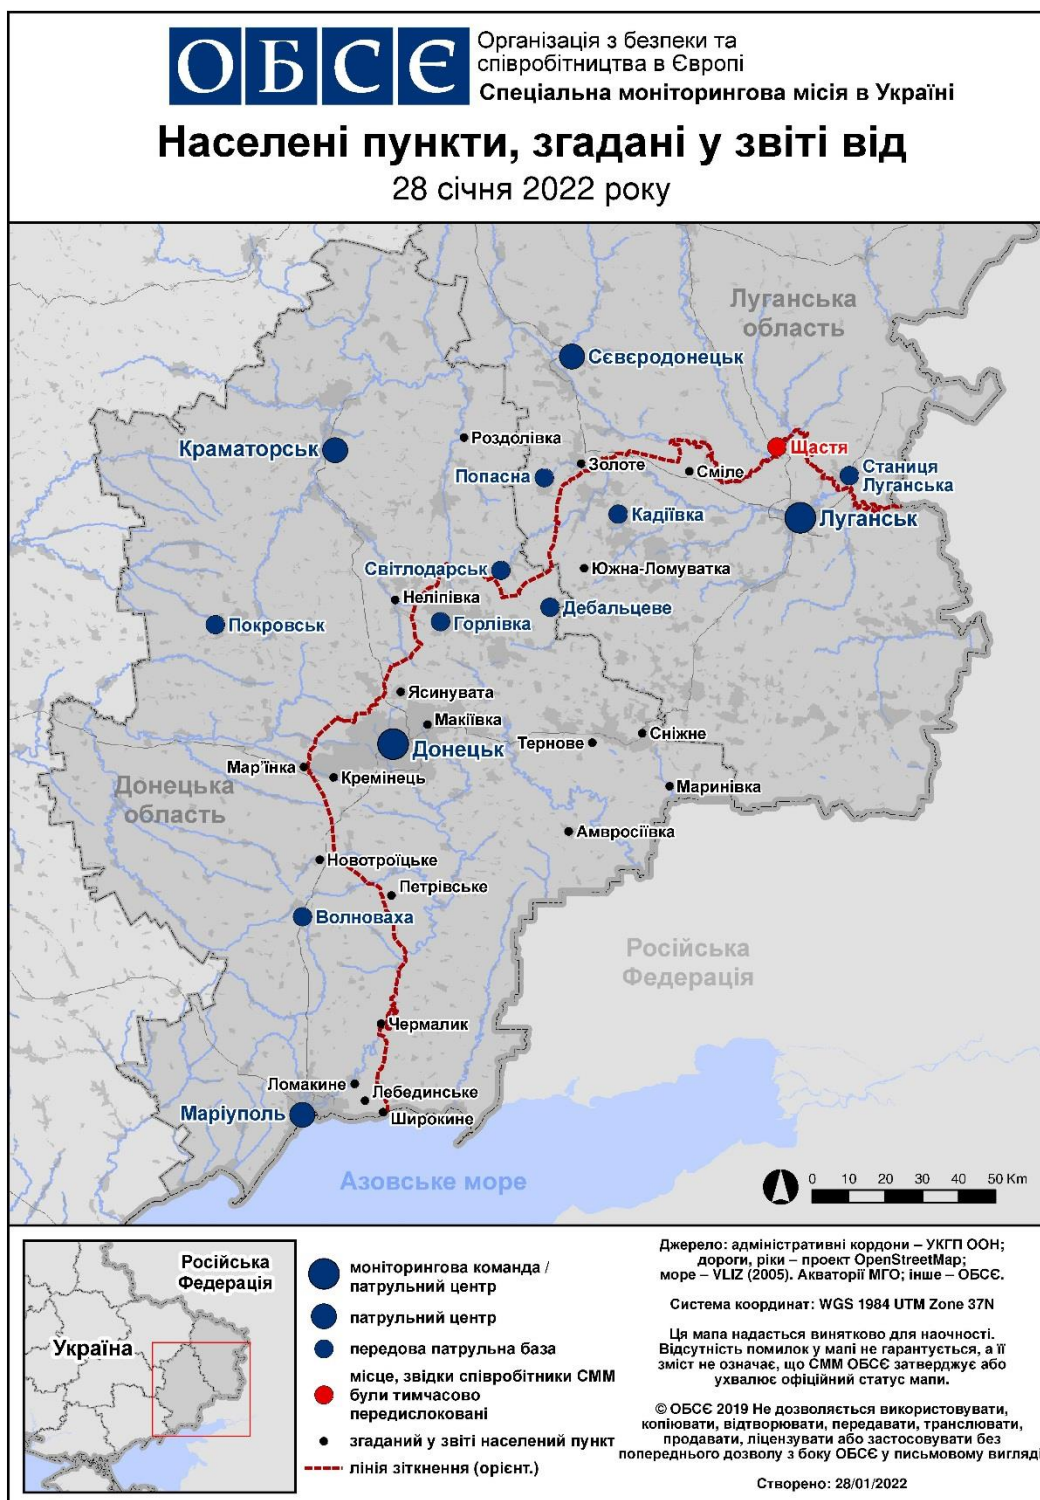 ОБСЄ
Організація з безпеки та
співробітництва в Європі
Спеціальна моніторингова місія в Україні
Населені пункти, згадані у звіті від
28 січня 2022 року
Луганська
область
Сєвєродонецьк
Роздолівка
Краматорськ
Щастя
Золоте
Сміле
Попасна
Станиця
Луганська
Кадіївка
Луганськ
Світлодарськ
Южна-Ломуватка
Неліпівка
Дебальцеве
Горлівка
Покровськ
Ясинувата
Макіївка
Донецьк
Тернове
Сніжне
Мар'їнка
Кремінець
Донецька
область
Маринівка
Амвросіївка
Новотроїцьке
Петрівське
Волноваха
Російська
Федерація
Чермалик
Ломакине
Лебединське
Маріуполь
Широкине
Азовське море
0 10 20 30 40 50 Km
Російська
Федерація
Україна
моніторингова команда /
патрульний центр
патрульний центр
передова патрульна база
місце, звідки співробітники СММ
були тимчасово
передислоковані
згаданий у звіті населений пункт
лінія зіткнення (орієнт.)
Джерело: адміністративні кордони – УКГП ООН;
дороги, ріки – проект OpenStreetMap;
море – VLIZ (2005). Акваторії МГО; інше – ОБСЄ.
Система координат: WGS 1984 UTM Zone 37N
Ця мапа надається винятково для наочності.
Відсутність помилок у мапі не гарантується, а її
зміст не означає, що СММ ОБСЄ затверджує або
ухвалює офіційний статус мапи.
© ОБСЄ 2019 Не дозволяється використовувати,
копіювати, відтворювати, передавати, транслювати,
продавати, ліцензувати або застосовувати без
попереднього дозволу з боку ОБСЄ у письмовому вигляді
Створено: 28/01/2022